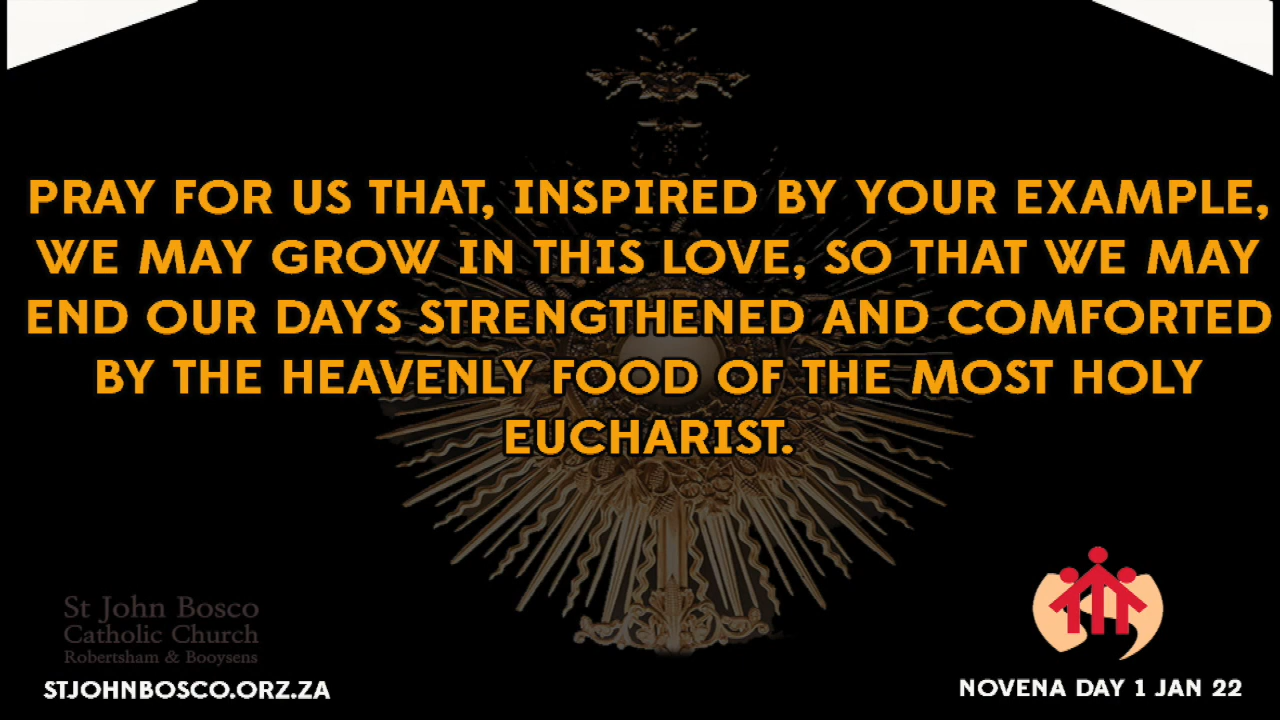 PRAY FOR US THAT, INSPIRED BY YOUR EXAMPLE,
WE MAY GROW IN THIS LOVE, SO THAT WE MAY
END OUR DAYS STRENGTHENED AND COMFORTED
BY THE HEAVENLY FOOD OF THE MOST HOLY
EUCHARIST.
St John Bosco
Catholic Church
Robertsham & Booysens
STJOHNBOSCO.ORZ.ZA
NOVENA DAY 1 JAN 22